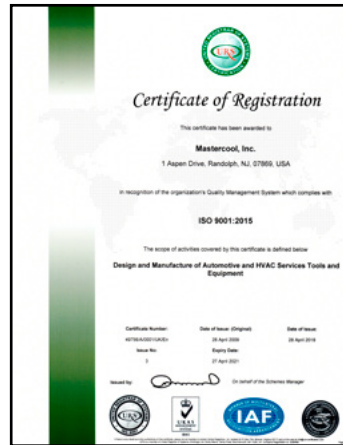 URS
Certificate of Registration
This certificate has been awarded to
Mastercool, Inc.
1 Aspen Drive, Randolph, NJ, 07869, USA
in recognition of the organization's Quality Management System which complies with
ISO 9001:2015
The scope of activities covered by this certificate is defined below
Design and Manufacture of Automotive and HVAC Services Tools and
Equipment
Certificate Number: Date of Issue: (Original) Date of Issue:
28 April 2018
Issue No: Expiry Date:
3 27 April 2021
Issued by: On behalf of the Schemes Manager
URS UKAS IAF